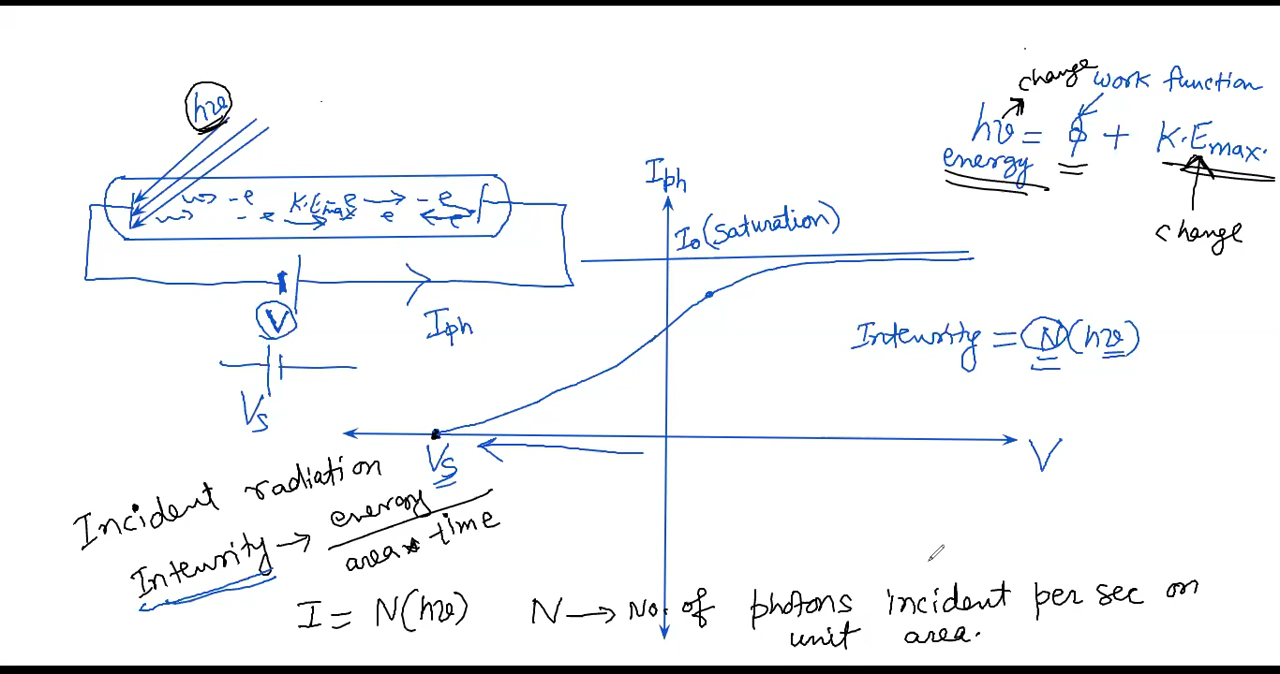 change
work function
hν = φ + K.Emax.
energy
change
hν
-e K.Emax -e → -e
-e e e
V
Iph
Vs
Iph
I₀ (Saturation)
Intensity = N(hν)
Vs
V
Incident radiation
Intensity → energy / area × time
I = N(hν) N → No. of photons incident per sec on
unit area.